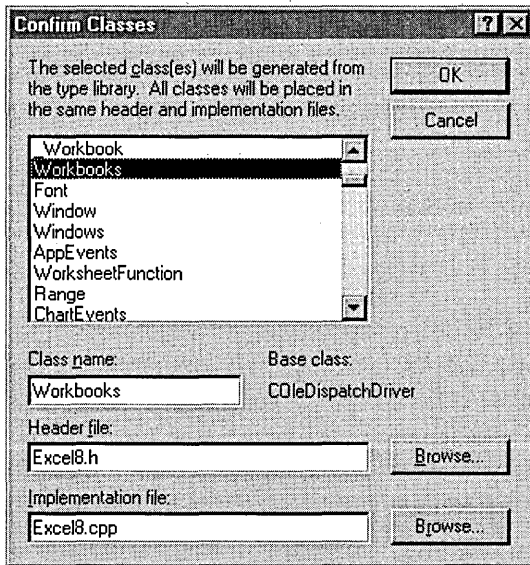 Confirm Classes
The selected class(es) will be generated from
the type library. All classes will be placed in
the same header and implementation files.
OK
Cancel
_Workbook
Workbooks
Font
Window
Windows
AppEvents
WorksheetFunction
Range
ChartEvents
Class name:
Base class:
Workbooks
COleDispatchDriver
Header file:
Excel8.h
Browse...
Implementation file:
Excel8.cpp
Browse...